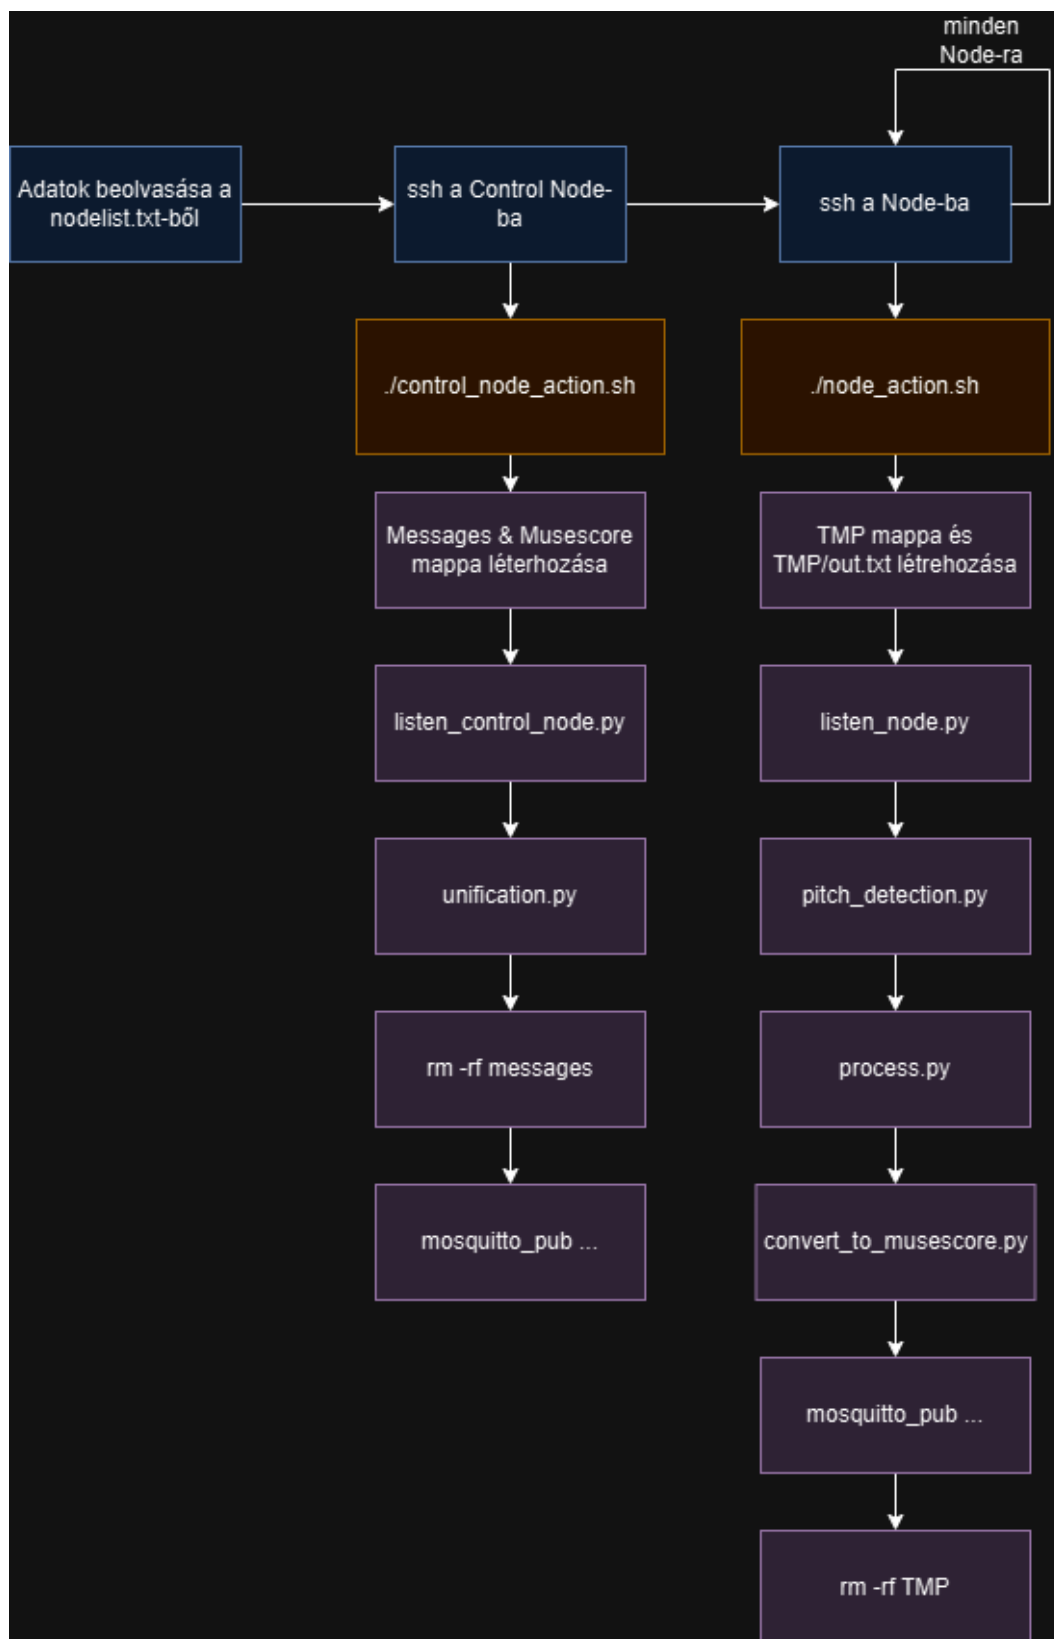 minden
Node-ra
Adatok beolvasása a
nodelist.txt-ből
ssh a Control Node-
ba
ssh a Node-ba
./control_node_action.sh
./node_action.sh
Messages & Musescore
mappa léterhozása
TMP mappa és
TMP/out.txt létrehozása
listen_control_node.py
listen_node.py
unification.py
pitch_detection.py
rm -rf messages
process.py
mosquitto_pub ...
convert_to_musescore.py
mosquitto_pub ...
rm -rf TMP